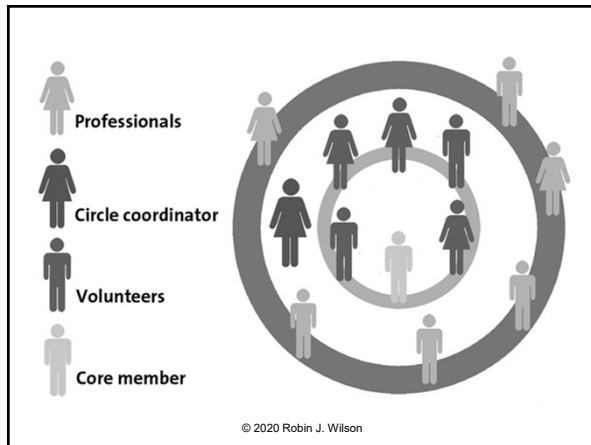 Professionals
Circle coordinator
Volunteers
Core member
© 2020 Robin J. Wilson